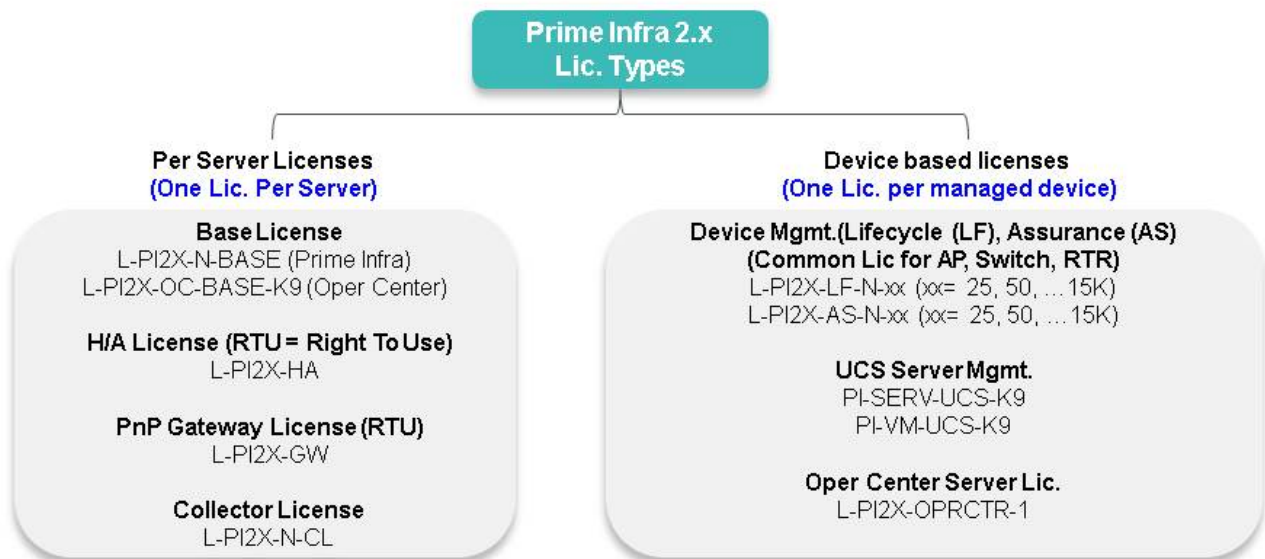 Prime Infra 2.x
Lic. Types
Per Server Licenses
(One Lic. Per Server)
Base License
L-PI2X-N-BASE (Prime Infra)
L-PI2X-OC-BASE-K9 (Oper Center)
H/A License (RTU = Right To Use)
L-PI2X-HA
PnP Gateway License (RTU)
L-PI2X-GW
Collector License
L-PI2X-N-CL
Device based licenses
(One Lic. per managed device)
Device Mgmt.(Lifecycle (LF), Assurance (AS)
(Common Lic for AP, Switch, RTR)
L-PI2X-LF-N-xx (xx= 25, 50, ...15K)
L-PI2X-AS-N-xx (xx= 25, 50, ...15K)
UCS Server Mgmt.
PI-SERV-UCS-K9
PI-VM-UCS-K9
Oper Center Server Lic.
L-PI2X-OPRCTR-1